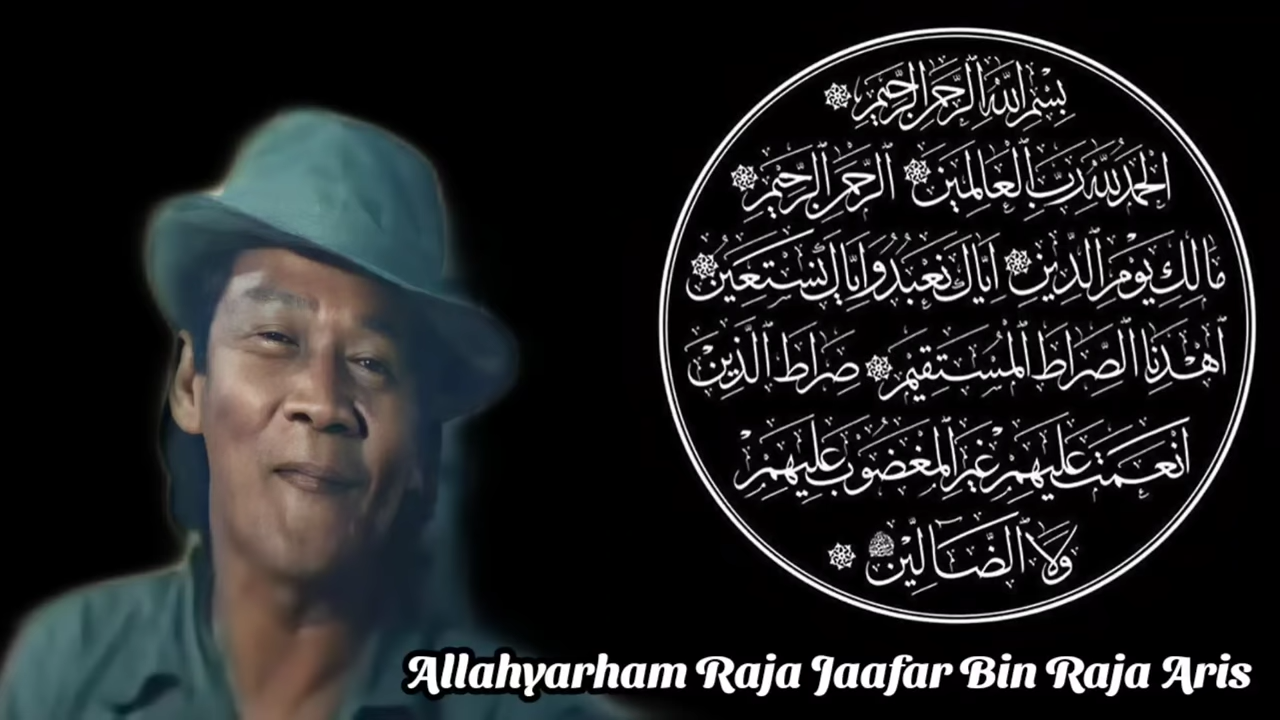 بِسْمِ اللَّهِ الرَّحْمَٰنِ الرَّحِيمِ
الْحَمْدُ لِلَّهِ رَبِّ الْعَالَمِينَ الرَّحْمَٰنِ الرَّحِيمِ
مَالِكِ يَوْمِ الدِّينِ إِيَّاكَ نَعْبُدُ وَإِيَّاكَ نَسْتَعِينُ
اهْدِنَا الصِّرَاطَ الْمُسْتَقِيمَ صِرَاطَ الَّذِينَ
أَنْعَمْتَ عَلَيْهِمْ غَيْرِ الْمَغْضُوبِ عَلَيْهِمْ
وَلَا الضَّالِّينَ
Allahyarham Raja Jaafar Bin Raja Aris